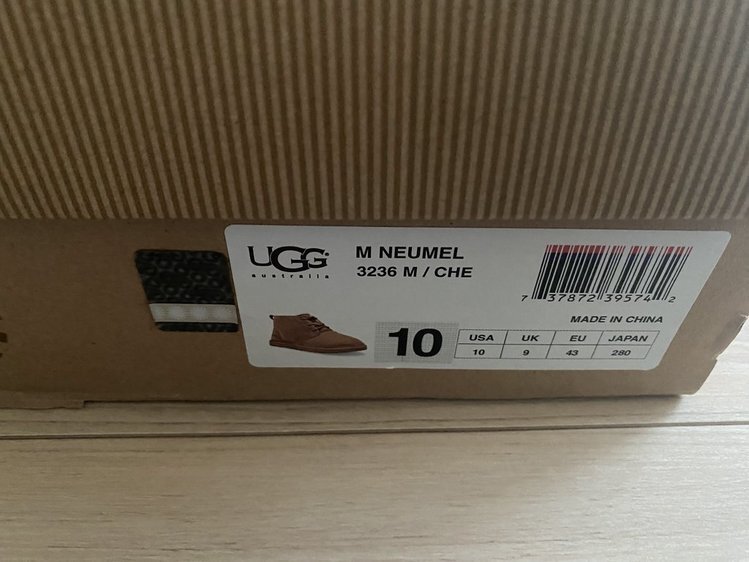 UGG
australia
M NEUMEL
3236 M / CHE
7 37872 39574 2
MADE IN CHINA
10
USA UK EU JAPAN
10 9 43 280